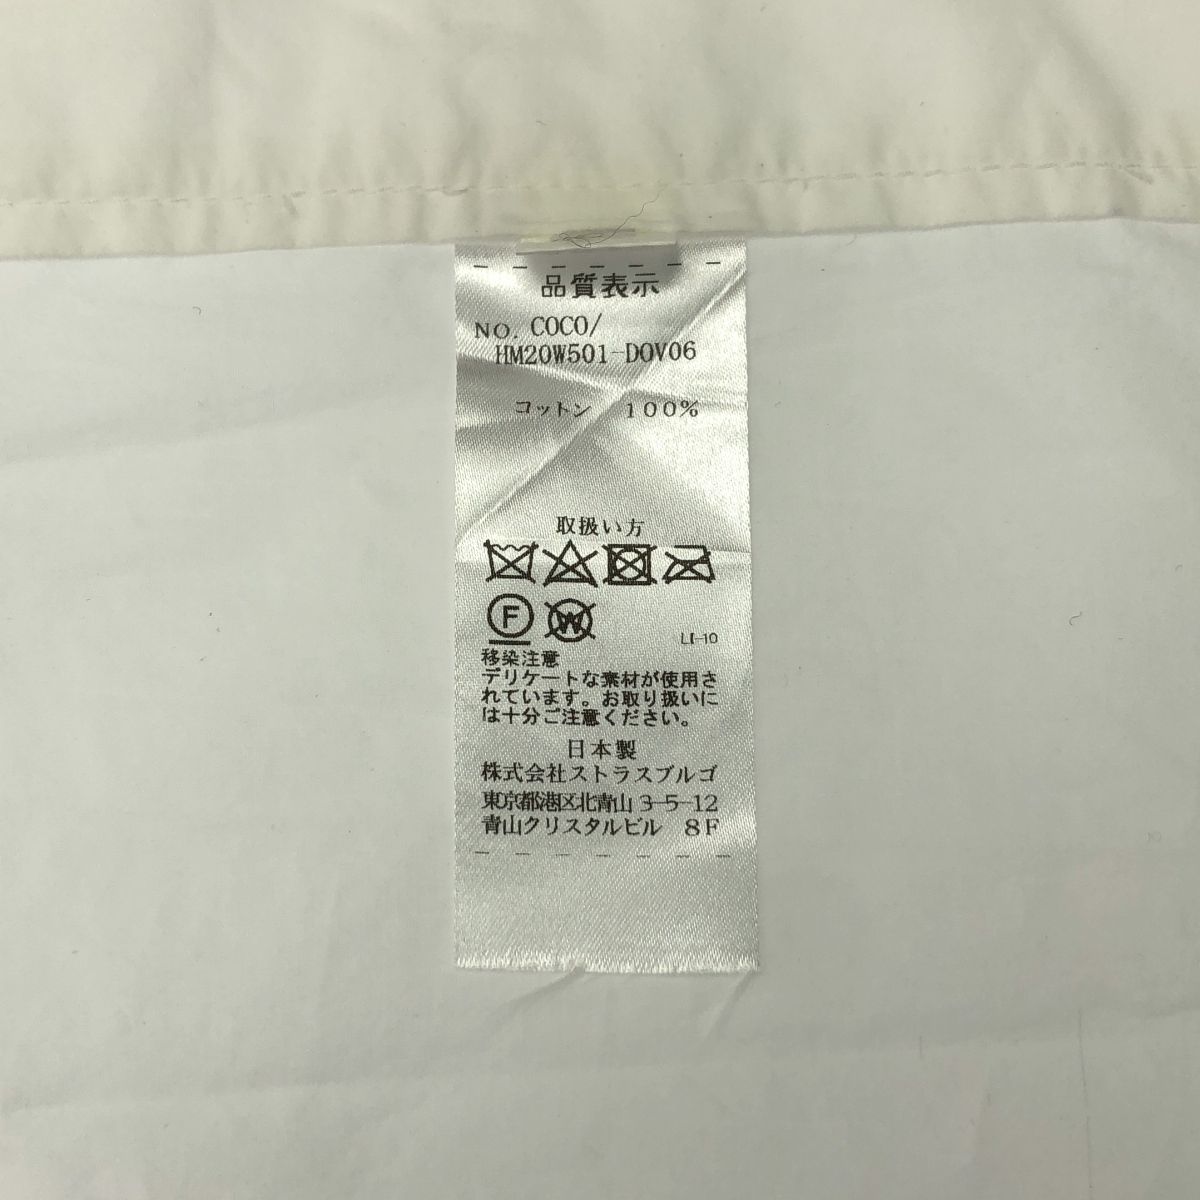 品質表示
NO. COCO/
HM20W501-DOV06
コットン 100%
取扱い方
F W
LI-10
移染注意
デリケートな素材が使用さ
れています。お取り扱いに
は十分ご注意ください。
日本製
株式会社ストラスブルゴ
東京都港区北青山3-5-12
青山クリスタルビル 8F